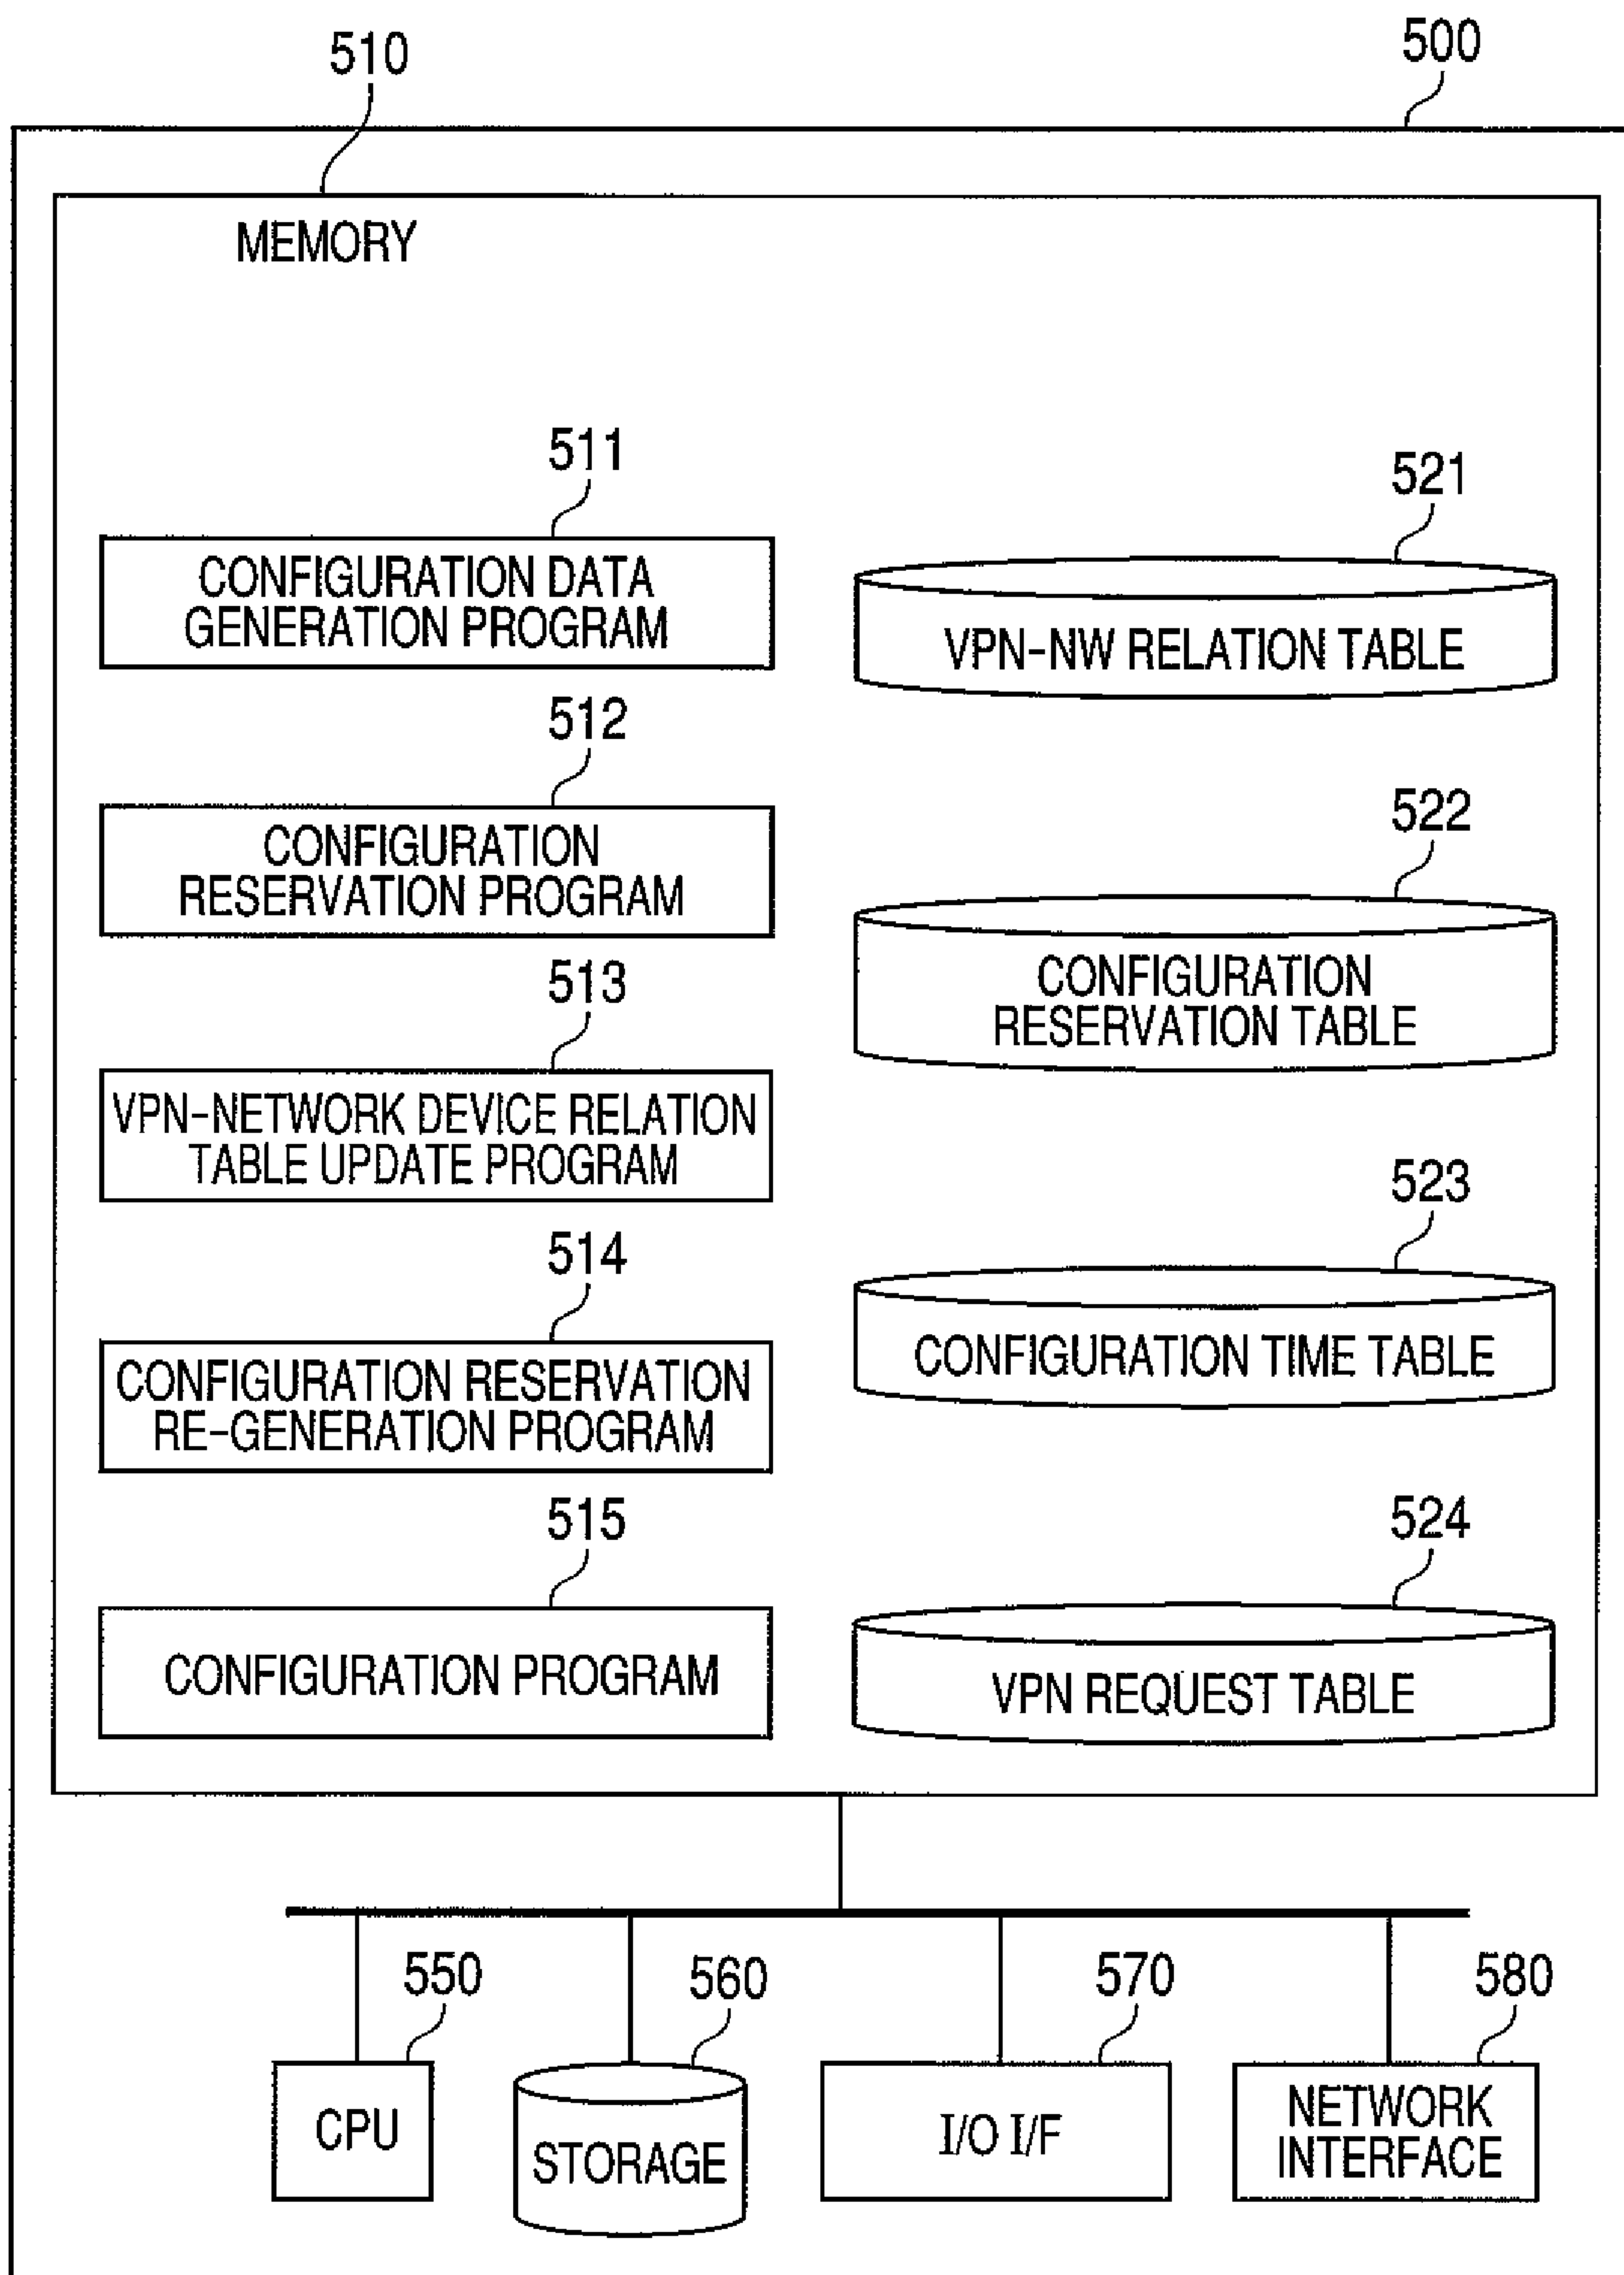 510
500
MEMORY
511
CONFIGURATION DATA
GENERATION PROGRAM
521
VPN-NW RELATION TABLE
512
CONFIGURATION
RESERVATION PROGRAM
522
CONFIGURATION
RESERVATION TABLE
513
VPN-NETWORK DEVICE RELATION
TABLE UPDATE PROGRAM
523
CONFIGURATION TIME TABLE
514
CONFIGURATION RESERVATION
RE-GENERATION PROGRAM
515
CONFIGURATION PROGRAM
524
VPN REQUEST TABLE
550
CPU
560
STORAGE
570
I/O I/F
580
NETWORK
INTERFACE